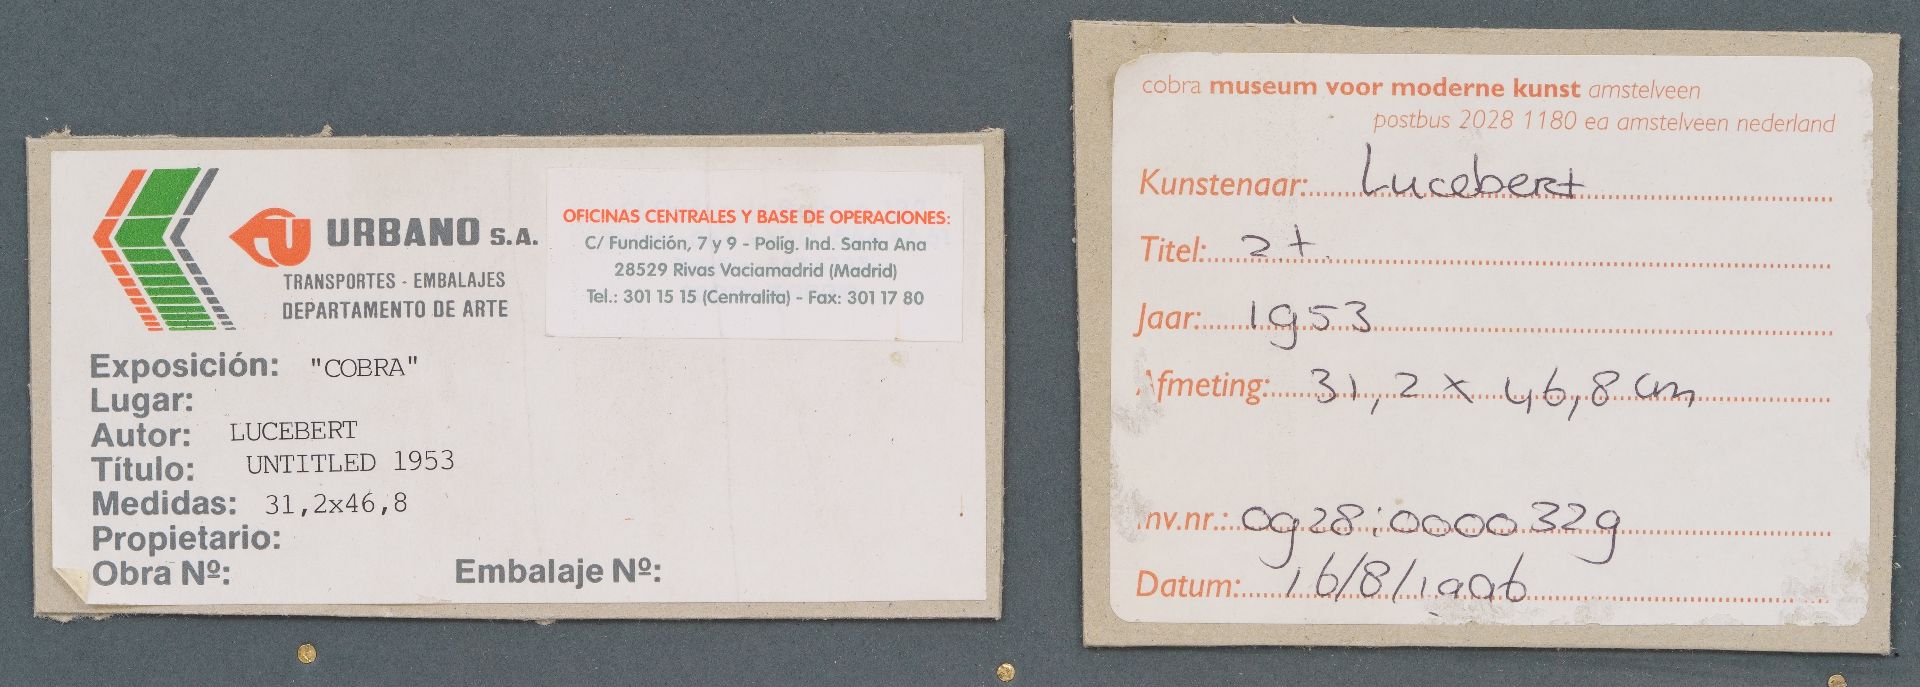 URBANO S.A.
TRANSPORTES - EMBALAJES
DEPARTAMENTO DE ARTE
OFICINAS CENTRALES Y BASE DE OPERACIONES:
C/ Fundición, 7 y 9 - Políg. Ind. Santa Ana
28529 Rivas Vaciamadrid (Madrid)
Tel.: 301 15 15 (Centralita) - Fax: 301 17 80
Exposición: "COBRA"
Lugar:
Autor: LUCEBERT
Título: UNTITLED 1953
Medidas: 31,2x46,8
Propietario:
Obra Nº: Embalaje Nº:
cobra museum voor moderne kunst amstelveen
postbus 2028 1180 ea amstelveen nederland
Kunstenaar: Lucebert
Titel: zt.
Jaar: 1953
Afmeting: 31,2 x 46,8 cm
Inv.nr.: 0928:0000329
Datum: 16/8/1996